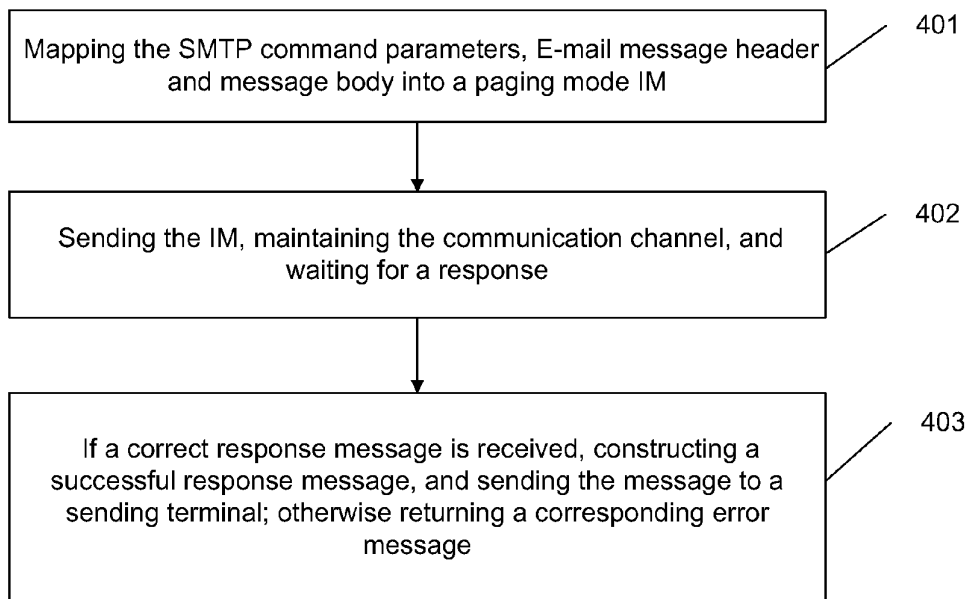 401
Mapping the SMTP command parameters, E-mail message header
and message body into a paging mode IM
402
Sending the IM, maintaining the communication channel, and
waiting for a response
403
If a correct response message is received, constructing a
successful response message, and sending the message to a
sending terminal; otherwise returning a corresponding error
message